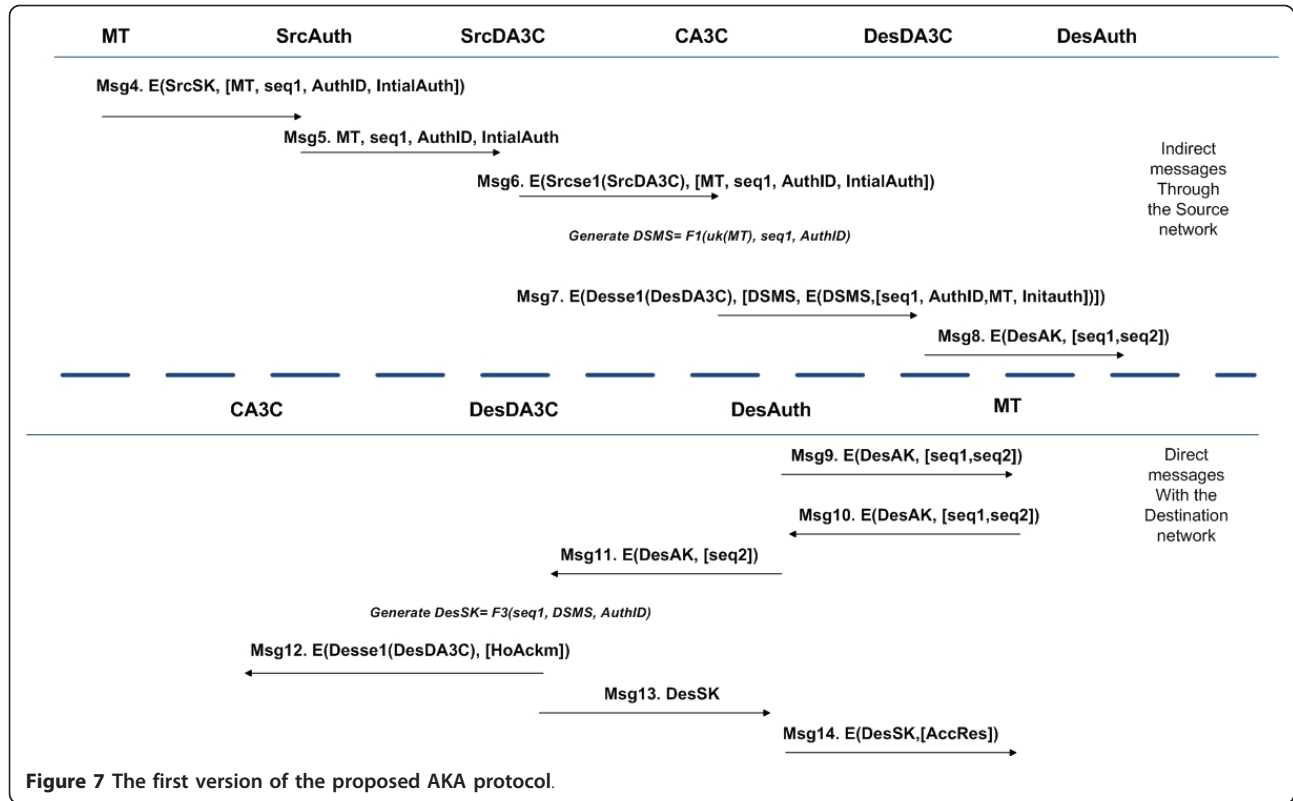 MT SrcAuth SrcDA3C CA3C DesDA3C DesAuth
Msg4. E(SrcSK, [MT, seq1, AuthID, IntialAuth])
Msg5. MT, seq1, AuthID, IntialAuth
Msg6. E(Srcse1(SrcDA3C), [MT, seq1, AuthID, IntialAuth])
Indirect
messages
Through
the Source
network
Generate DSMS= F1(uk(MT), seq1, AuthID)
Msg7. E(Desse1(DesDA3C), [DSMS, E(DSMS,[seq1, AuthID,MT, Initauth])])
Msg8. E(DesAK, [seq1,seq2])
CA3C DesDA3C DesAuth MT
Msg9. E(DesAK, [seq1,seq2])
Direct
messages
With the
Destination
network
Msg10. E(DesAK, [seq1,seq2])
Msg11. E(DesAK, [seq2])
Generate DesSK= F3(seq1, DSMS, AuthID)
Msg12. E(Desse1(DesDA3C), [HoAckm])
Msg13. DesSK
Msg14. E(DesSK,[AccRes])
Figure 7 The first version of the proposed AKA protocol.